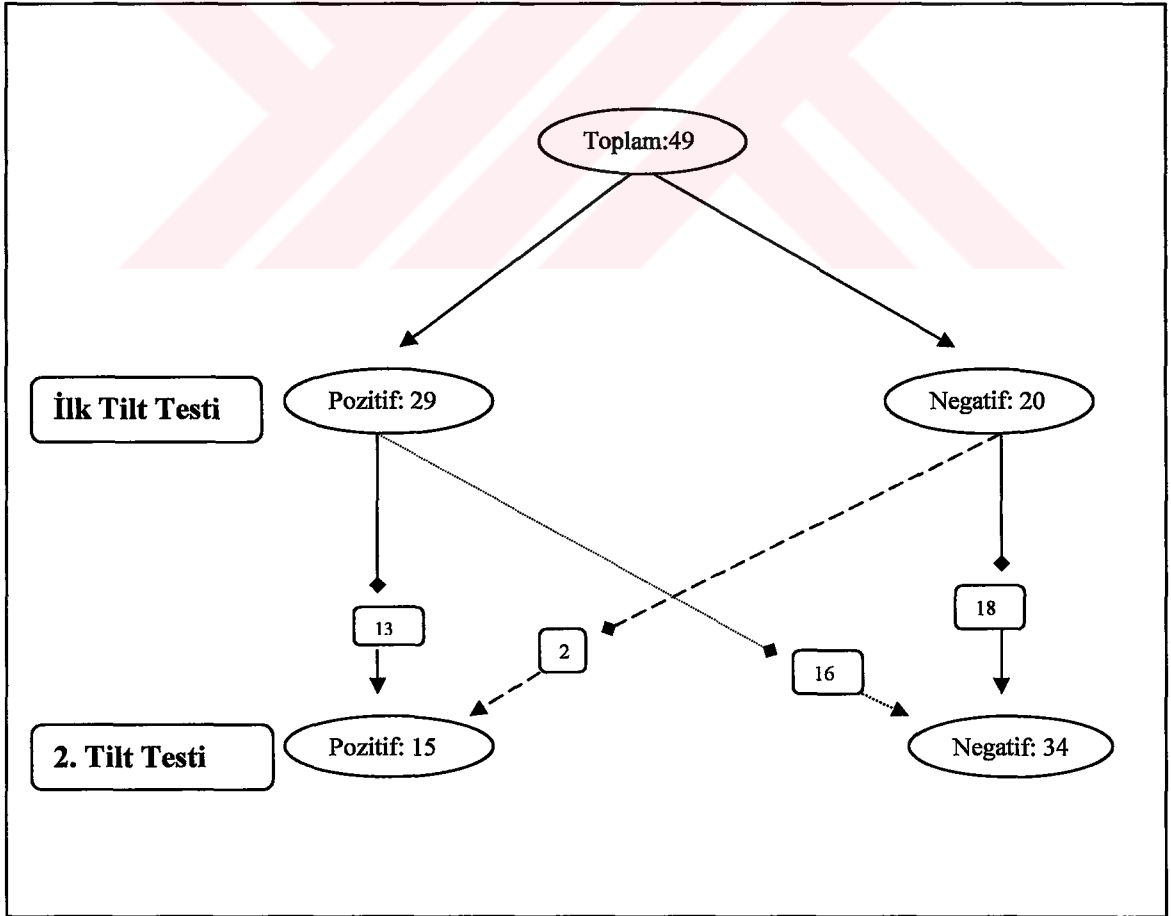 Toplam:49
İlk Tilt Testi
Pozitif: 29
Negatif: 20
13
2
16
18
2. Tilt Testi
Pozitif: 15
Negatif: 34